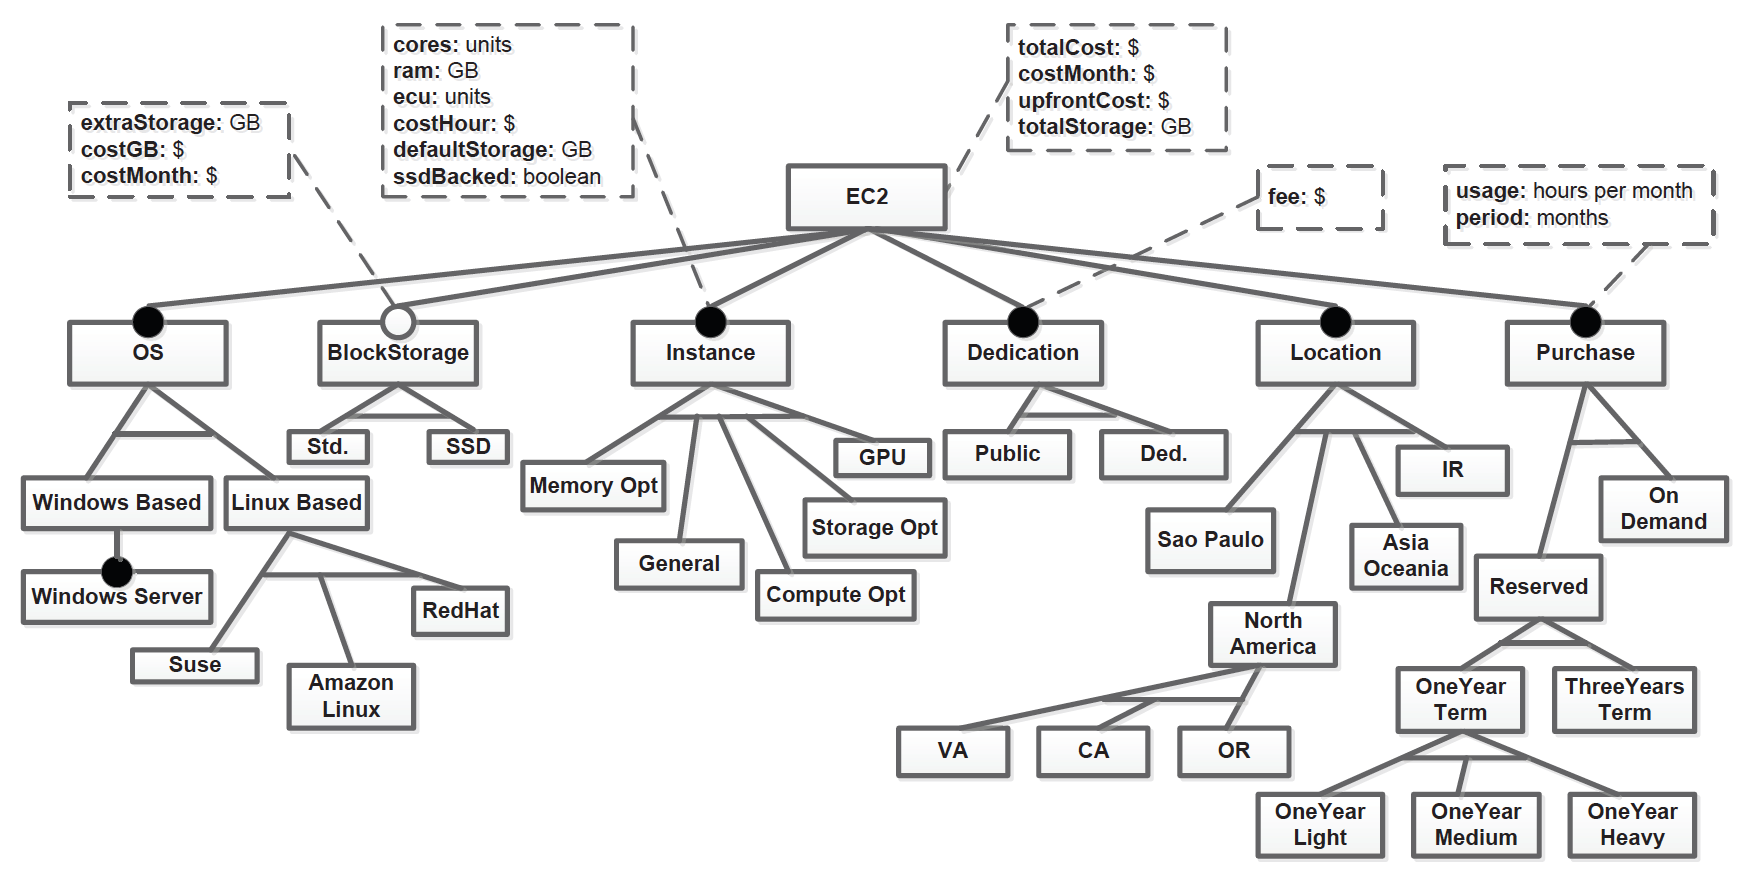 cores: units
ram: GB
ecu: units
costHour: $
defaultStorage: GB
ssdBacked: boolean
totalCost: $
costMonth: $
upfrontCost: $
totalStorage: GB
extraStorage: GB
costGB: $
costMonth: $
EC2
fee: $
usage: hours per month
period: months
OS
BlockStorage
Instance
Dedication
Location
Purchase
Std.
SSD
Memory Opt
General
Compute Opt
Storage Opt
GPU
Public
Ded.
Sao Paulo
North
America
Asia
Oceania
IR
On
Demand
Reserved
Windows Based
Linux Based
Windows Server
Suse
Amazon
Linux
RedHat
VA
CA
OR
OneYear
Term
ThreeYears
Term
OneYear
Light
OneYear
Medium
OneYear
Heavy